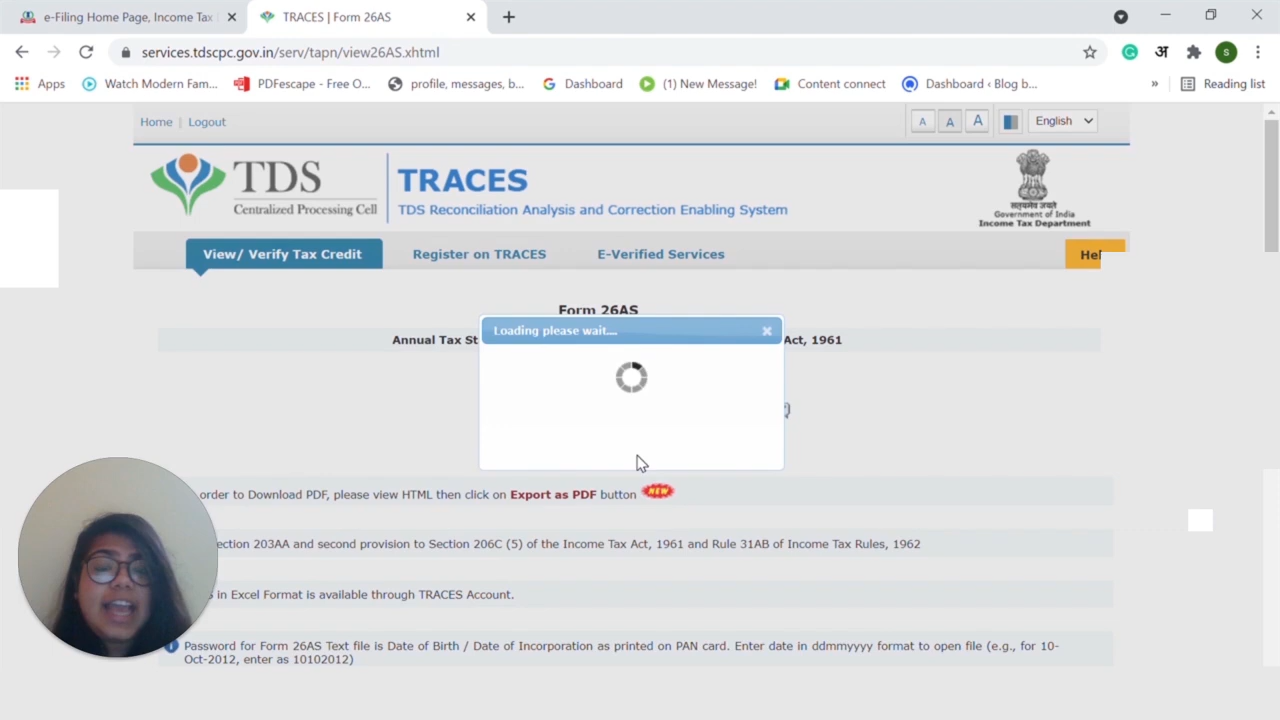 e-Filing Home Page, Income Tax
TRACES | Form 26AS
services.tdscpc.gov.in/serv/tapn/view26AS.xhtml
अ
s
Apps
Watch Modern Fam...
PDFescape - Free O...
profile, messages, b...
Dashboard
(1) New Message!
Content connect
Dashboard ‹ Blog b...
»
Reading list
Home | Logout
A A A
English
TDS
Centralized Processing Cell
TRACES
TDS Reconciliation Analysis and Correction Enabling System
सत्यमेव जयते
Government of India
Income Tax Department
View/ Verify Tax Credit
Register on TRACES
E-Verified Services
Hel
Form 26AS
Annual Tax St
Act, 1961
Loading please wait....
order to Download PDF, please view HTML then click on Export as PDF button NEW
ection 203AA and second provision to Section 206C (5) of the Income Tax Act, 1961 and Rule 31AB of Income Tax Rules, 1962
S in Excel Format is available through TRACES Account.
Password for Form 26AS Text file is Date of Birth / Date of Incorporation as printed on PAN card. Enter date in ddmmyyyy format to open file (e.g., for 10-
Oct-2012, enter as 10102012)